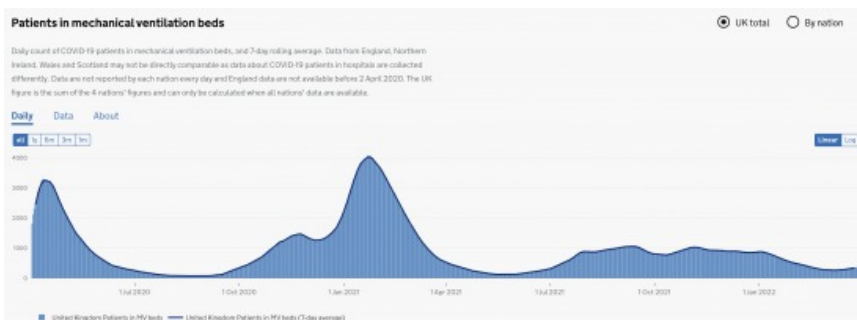 Patients in mechanical ventilation beds
UK total
By nation
Daily count of COVID-19 patients in mechanical ventilation beds, and 7-day rolling average. Data from England, Northern
Ireland, Wales and Scotland may not be directly comparable as data about COVID-19 patients in hospitals are collected
differently. Data are not reported by each nation every day and England data are not available before 2 April 2020. The UK
figure is the sum of the 4 nations' figures and can only be calculated when all nations' data are available.
Daily Data About
all 1y 6m 3m 1m
Linear Log
4000
3000
2000
1000
0
1 Jul 2020 1 Oct 2020 1 Jan 2021 1 Apr 2021 1 Jul 2021 1 Oct 2021 1 Jan 2022
United Kingdom Patients in MV beds United Kingdom Patients in MV beds (7-day average)